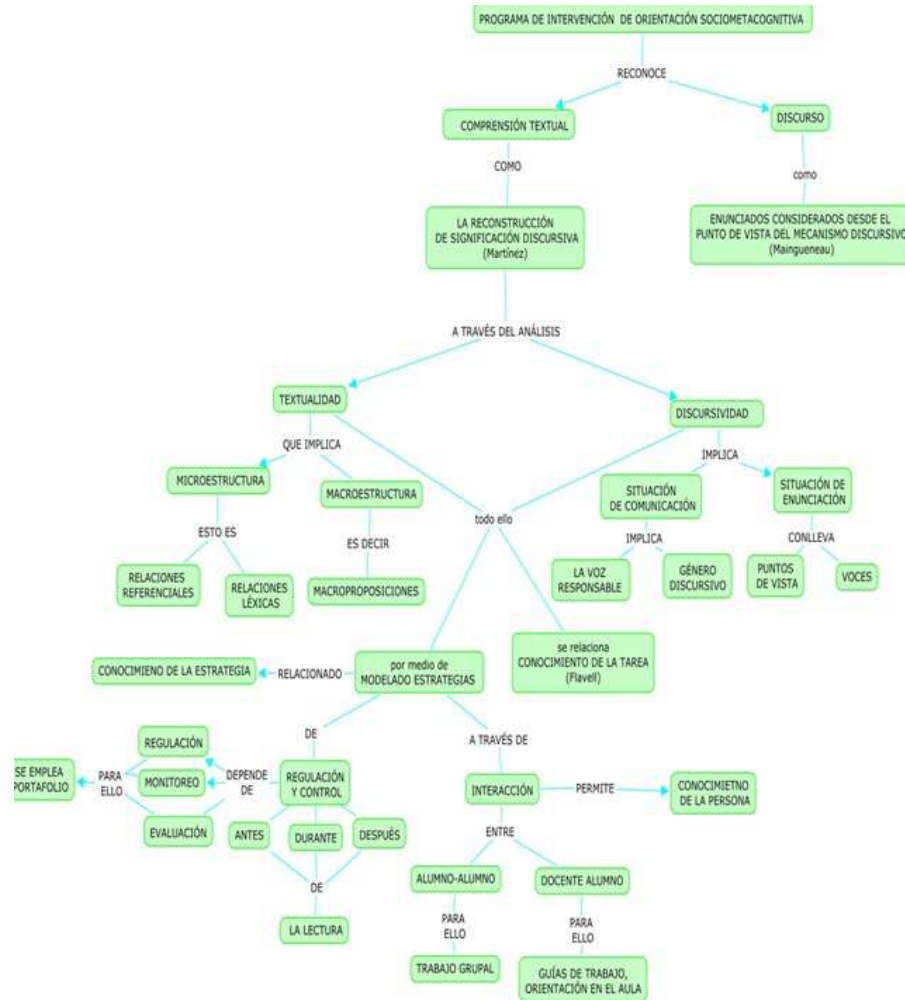 PROGRAMA DE INTERVENCIÓN DE ORIENTACIÓN SOCIOMETACOGNITIVA
RECONOCE
COMPRENSIÓN TEXTUAL
DISCURSO
COMO
como
LA RECONSTRUCCIÓN
DE SIGNIFICACIÓN DISCURSIVA
(Martínez)
ENUNCIADOS CONSIDERADOS DESDE EL
PUNTO DE VISTA DEL MECANISMO DISCURSIVO
(Maingueneau)
A TRAVÉS DEL ANÁLISIS
TEXTUALIDAD
DISCURSIVIDAD
QUE IMPLICA
IMPLICA
MICROESTRUCTURA
MACROESTRUCTURA
SITUACIÓN
DE COMUNICACIÓN
SITUACIÓN DE
ENUNCIACIÓN
todo ello
ESTO ES
ES DECIR
IMPLICA
CONLLEVA
RELACIONES
REFERENCIALES
RELACIONES
LÉXICAS
MACROPROPOSICIONES
LA VOZ
RESPONSABLE
GÉNERO
DISCURSIVO
PUNTOS
DE VISTA
VOCES
CONOCIMIENO DE LA ESTRATEGIA
RELACIONADO
por medio de
MODELADO ESTRATEGIAS
se relaciona
CONOCIMIENTO DE LA TAREA
(Flavell)
DE
A TRAVÉS DE
SE EMPLEA
PORTAFOLIO
PARA
ELLO
REGULACIÓN
MONITOREO
EVALUACIÓN
DEPENDE
DE
REGULACIÓN
Y CONTROL
INTERACCIÓN
PERMITE
CONOCIMIETNO
DE LA PERSONA
ANTES
DURANTE
DESPUÉS
ENTRE
DE
LA LECTURA
ALUMNO-ALUMNO
DOCENTE ALUMNO
PARA
ELLO
PARA
ELLO
TRABAJO GRUPAL
GUÍAS DE TRABAJO,
ORIENTACIÓN EN EL AULA